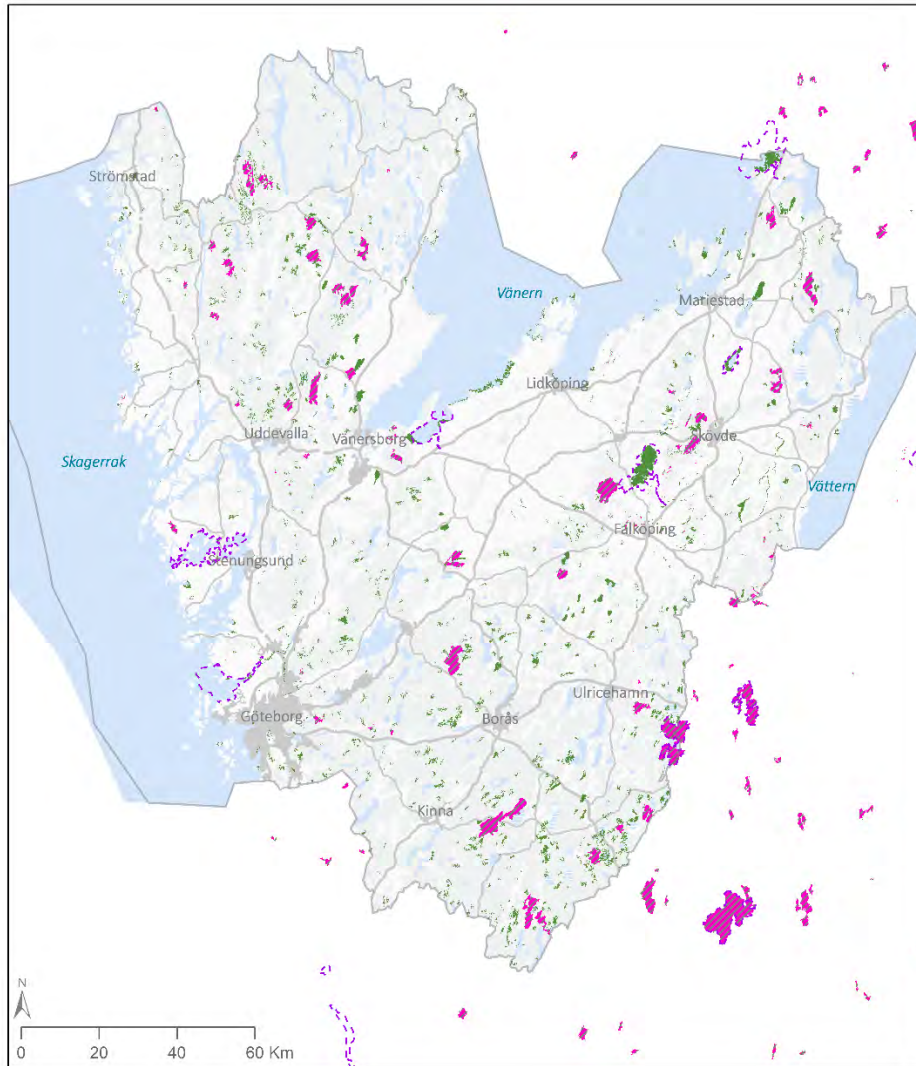 Strömstad
Vänern
Mariestad
Lidköping
Uddevalla
Vänersborg
Skövde
Skagerrak
Vättern
Falköping
Stenungsund
Ulricehamn
Göteborg
Borås
Kinna
N
0 20 40 60 Km